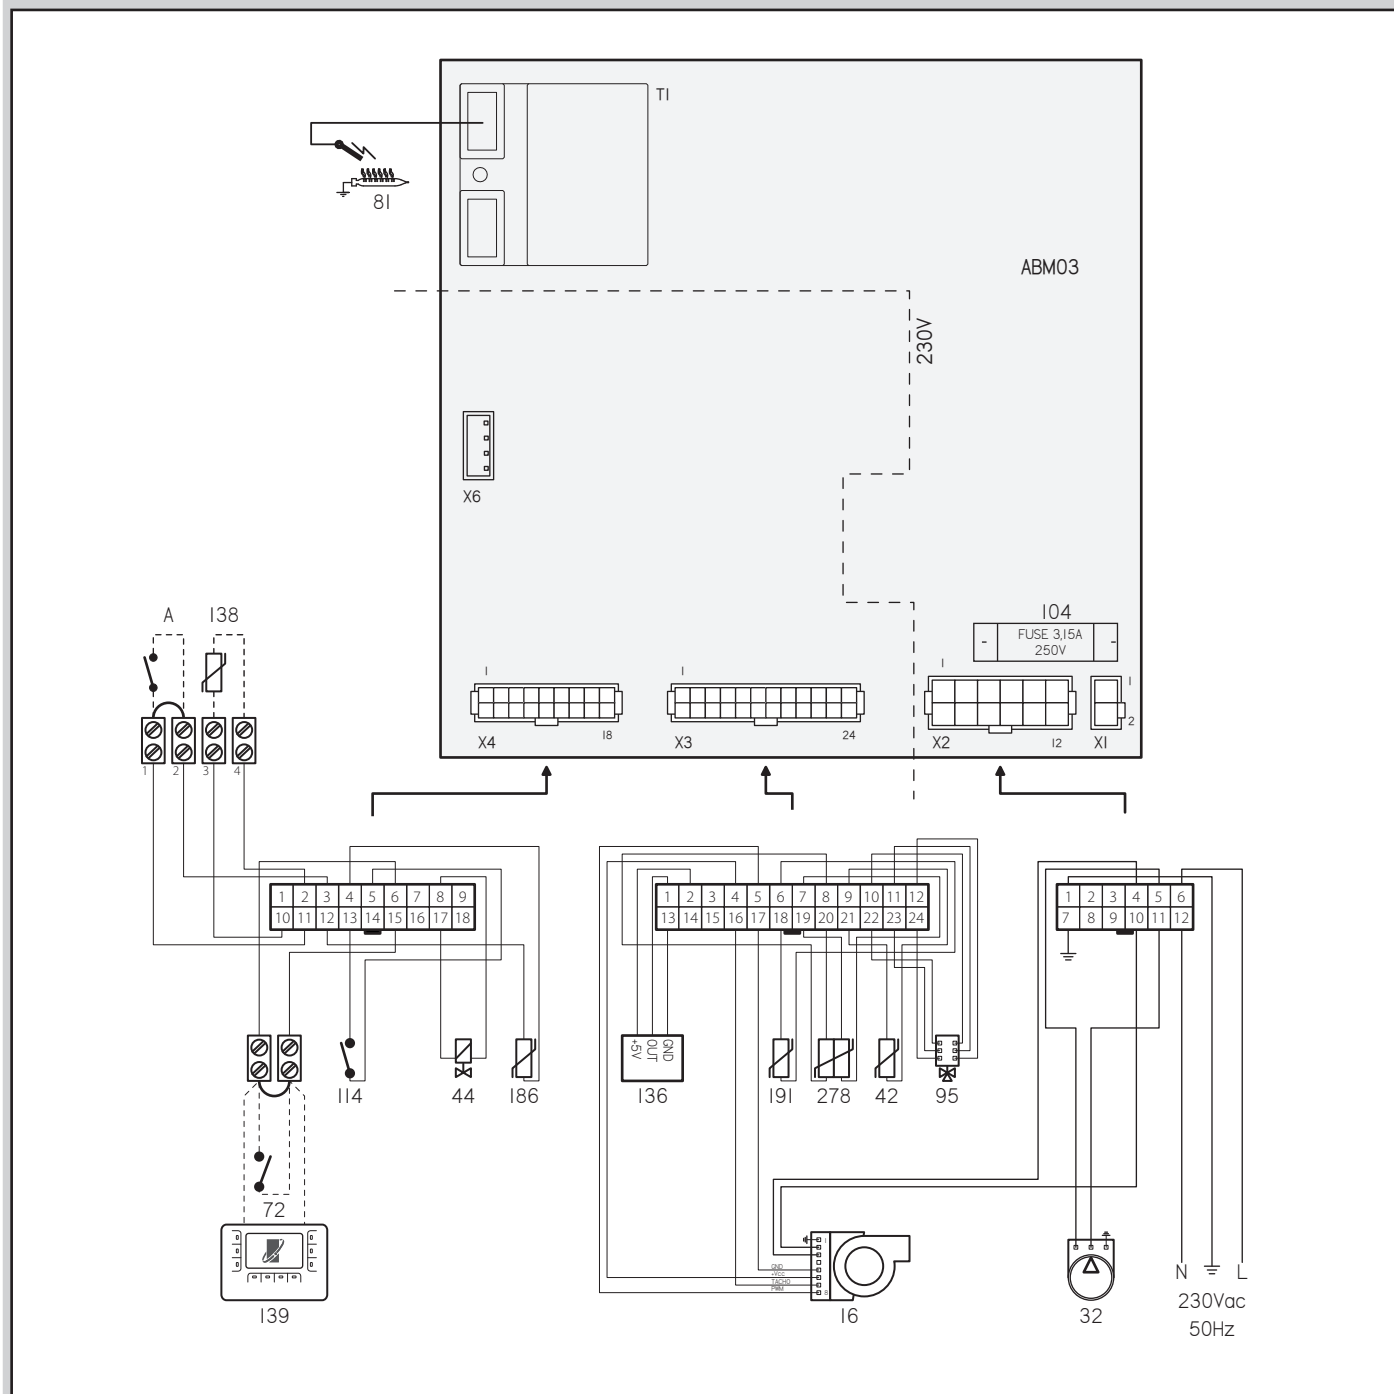 T1
81
ABM03
230V
X6
A 138
104
- FUSE 3,15A -
250V
1 1 1 1
2
18 24 12
X4 X3 X2 X1
1 2 3 4
1 2 3 4 5 6 7 8 9
10 11 12 13 14 15 16 17 18
1 2 3 4 5 6 7 8 9 10 11 12
13 14 15 16 17 18 19 20 21 22 23 24
1 2 3 4 5 6
7 8 9 10 11 12
+5V
OUT
GND
114 44 186 136 191 278 42 95
72
1
GND
+Vcc
TACHO
PWM 8
139 16 32
N L
230Vac
50Hz